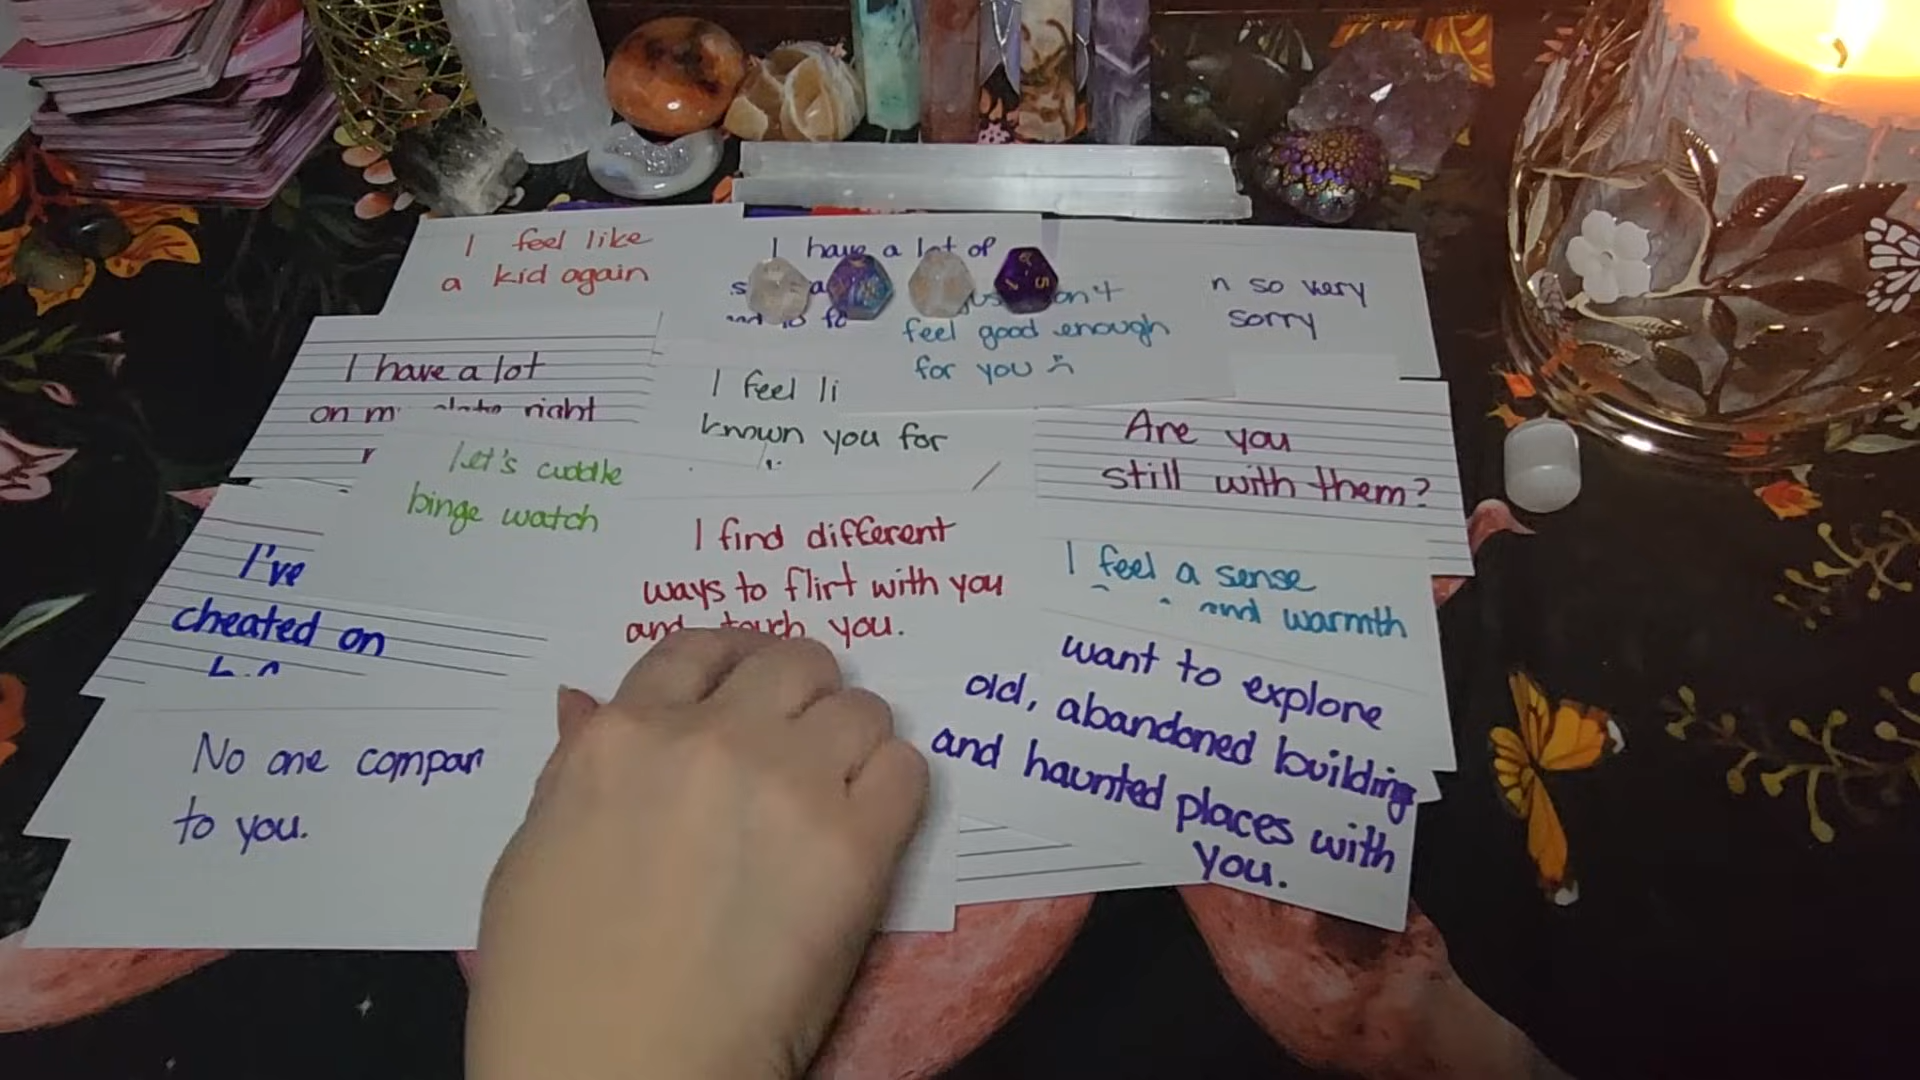 I feel like
a kid again
I have a lot of
and
don't
feel good enough
for you
so very
sorry
I have a lot
on right
I feel
known you for
Are you
still with them?
Let's cuddle
binge watch
I find different
ways to flirt with you
and touch you.
I feel a sense
and warmth
I've
cheated on
want to explore
old, abandoned building
and haunted places with
you.
No one
to you.